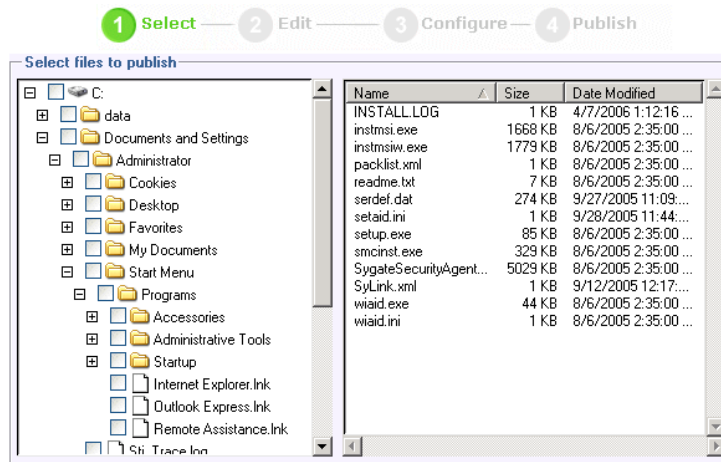 1 Select 2 Edit 3 Configure 4 Publish
Select files to publish
C:
data
Documents and Settings
Administrator
Cookies
Desktop
Favorites
My Documents
Start Menu
Programs
Accessories
Administrative Tools
Startup
Internet Explorer.lnk
Outlook Express.lnk
Remote Assistance.lnk
Sti_Trace.log
Name Size Date Modified
INSTALL.LOG 1 KB 4/7/2006 1:12:16 ...
instmsi.exe 1668 KB 8/6/2005 2:35:00 ...
instmsiw.exe 1779 KB 8/6/2005 2:35:00 ...
packlist.xml 1 KB 8/6/2005 2:35:00 ...
readme.txt 7 KB 8/6/2005 2:35:00 ...
serdef.dat 274 KB 9/27/2005 11:09:...
setaid.ini 1 KB 9/28/2005 11:44:...
setup.exe 85 KB 8/6/2005 2:35:00 ...
smcinst.exe 329 KB 8/6/2005 2:35:00 ...
SygateSecurityAgent... 5029 KB 8/6/2005 2:35:00 ...
SyLink.xml 1 KB 9/12/2005 12:17:...
wiaid.exe 44 KB 8/6/2005 2:35:00 ...
wiaid.ini 1 KB 8/6/2005 2:35:00 ...